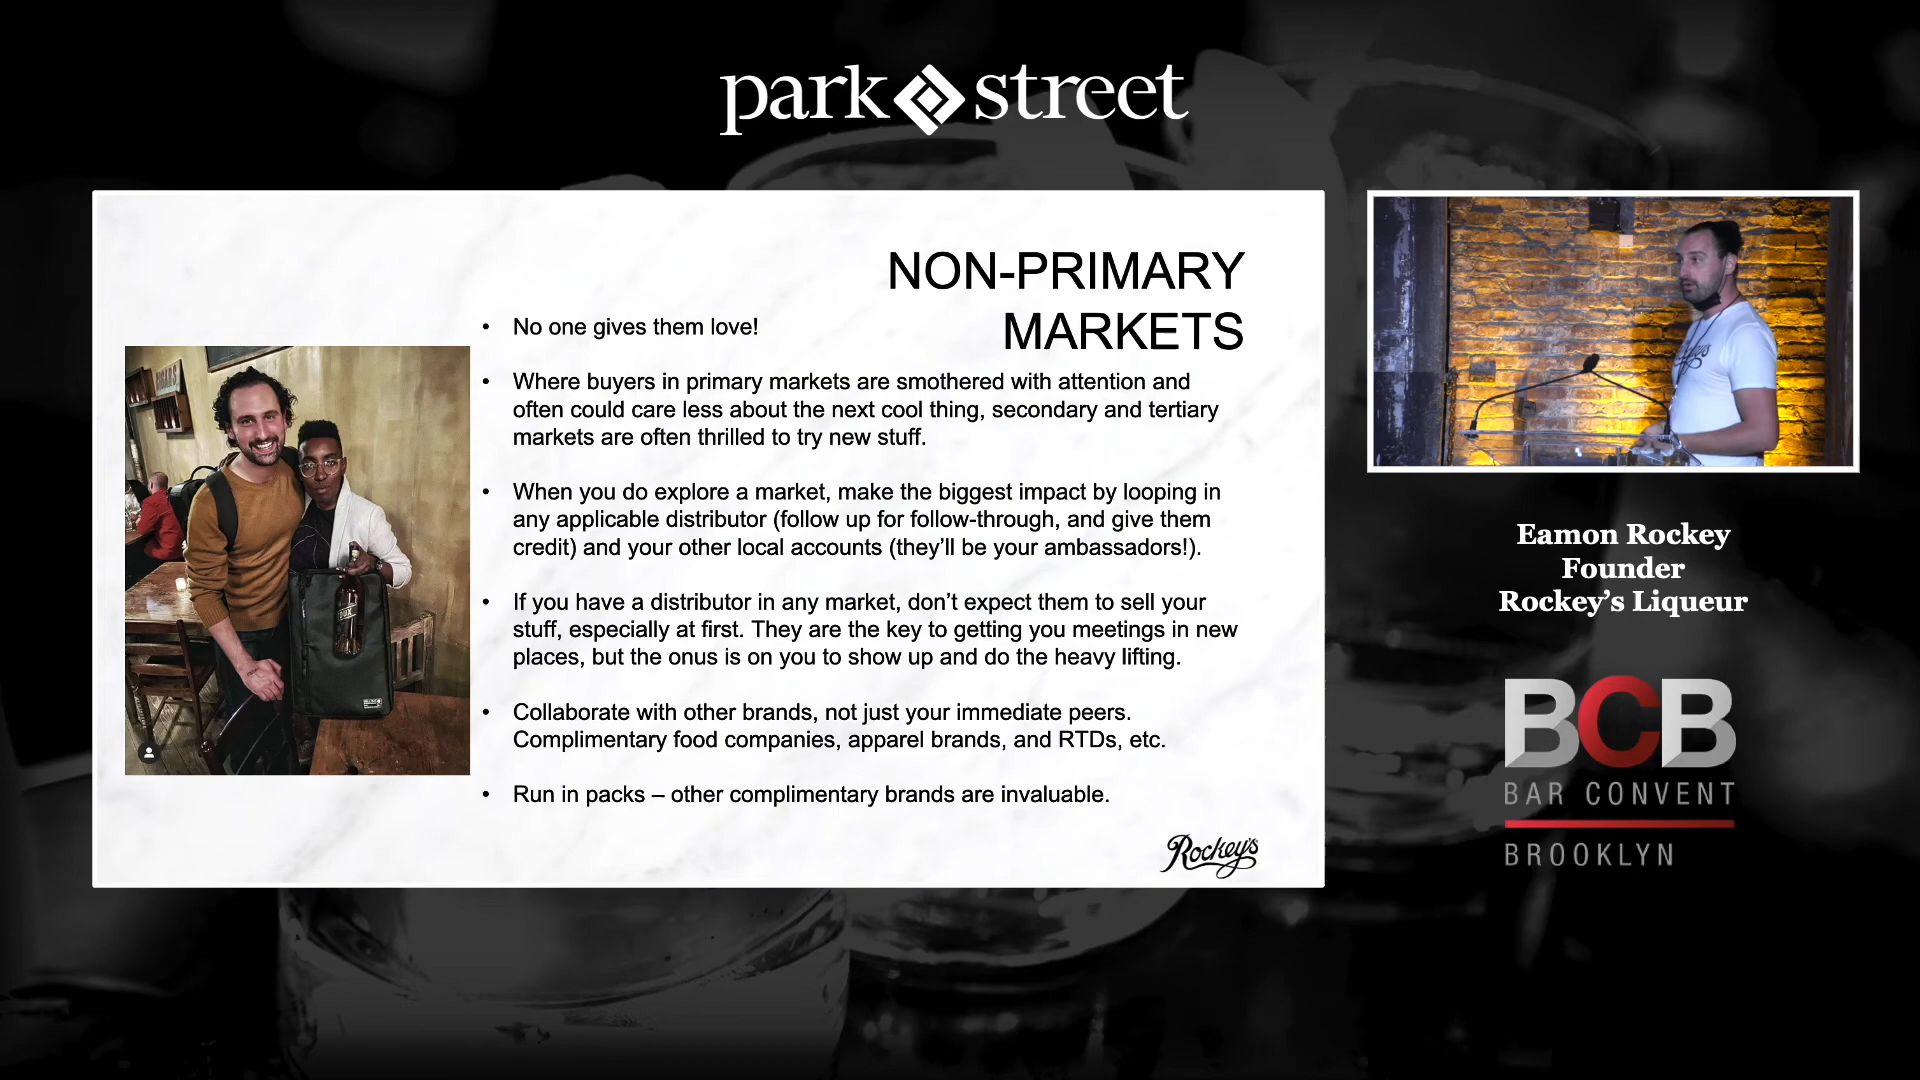 park street
NON-PRIMARY
MARKETS
• No one gives them love!
• Where buyers in primary markets are smothered with attention and
often could care less about the next cool thing, secondary and tertiary
markets are often thrilled to try new stuff.
• When you do explore a market, make the biggest impact by looping in
any applicable distributor (follow up for follow-through, and give them
credit) and your other local accounts (they’ll be your ambassadors!).
• If you have a distributor in any market, don’t expect them to sell your
stuff, especially at first. They are the key to getting you meetings in new
places, but the onus is on you to show up and do the heavy lifting.
• Collaborate with other brands, not just your immediate peers.
Complimentary food companies, apparel brands, and RTDs, etc.
• Run in packs – other complimentary brands are invaluable.
Rockey's
CIGARS
Eamon Rockey
Founder
Rockey’s Liqueur
BCB
BAR CONVENT
BROOKLYN